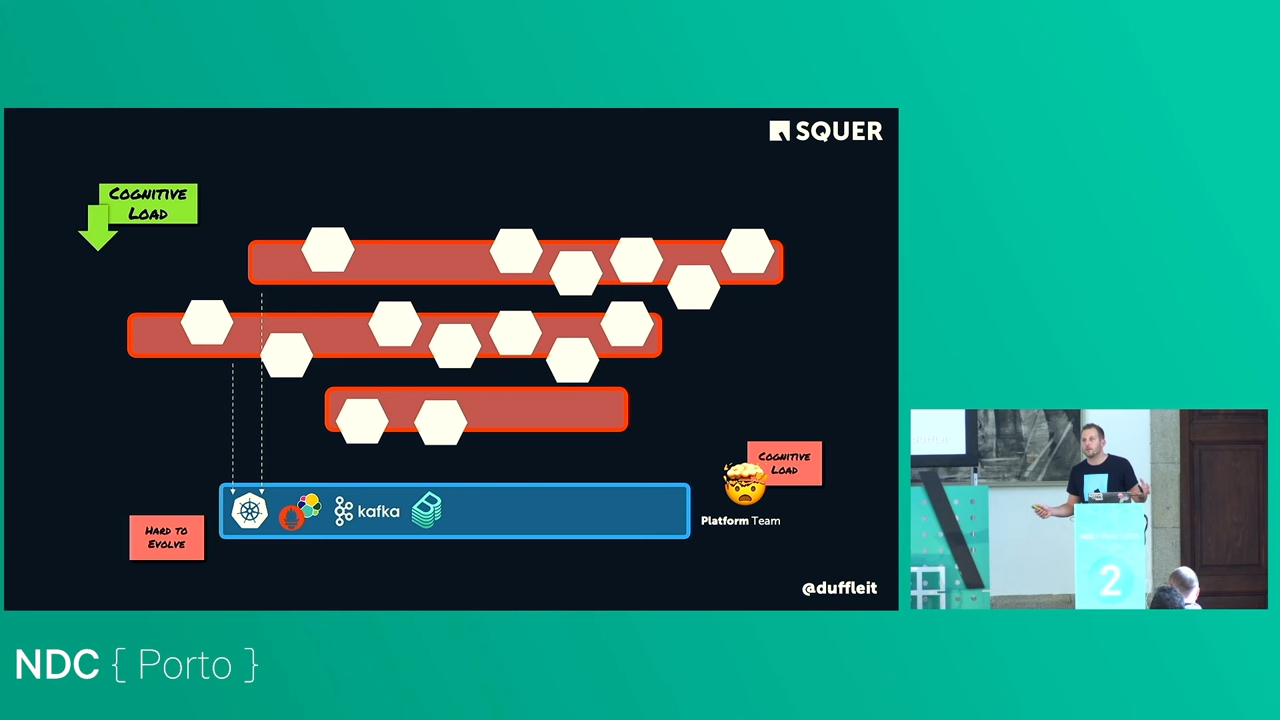 SQUER
COGNITIVE
LOAD
COGNITIVE
LOAD
kafka
Platform Team
HARD TO
EVOLVE
@duffleit
2
NDC { Porto }